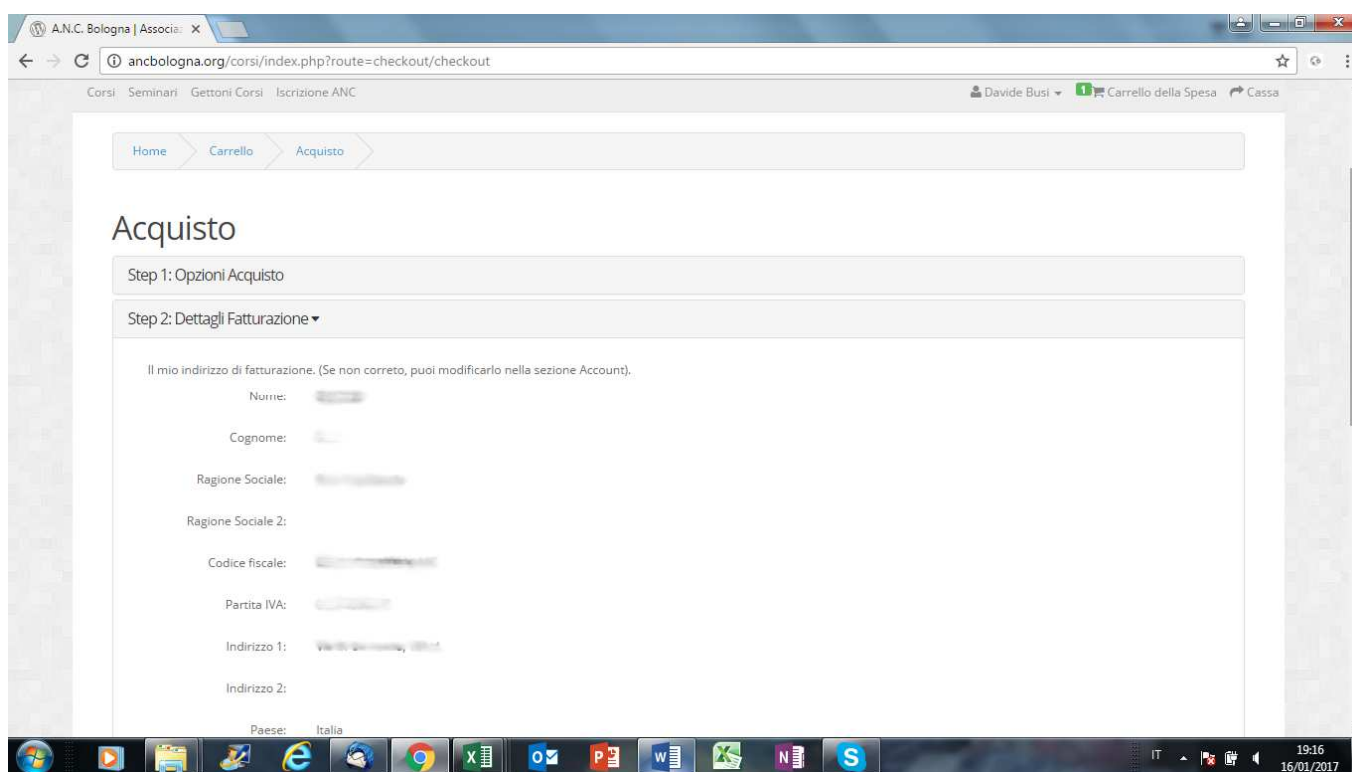 A.N.C. Bologna | Associa
ancbologna.org/corsi/index.php?route=checkout/checkout
Corsi Seminari Gettoni Corsi Iscrizione ANC Davide Busi 1 Carrello della Spesa Cassa
Home Carrello Acquisto
Acquisto
Step 1: Opzioni Acquisto
Step 2: Dettagli Fatturazione
Il mio indirizzo di fatturazione. (Se non correto, puoi modificarlo nella sezione Account).
Nome:
Cognome:
Ragione Sociale:
Ragione Sociale 2:
Codice fiscale:
Partita IVA:
Indirizzo 1:
Indirizzo 2:
Paese: Italia
IT 19:16
16/01/2017